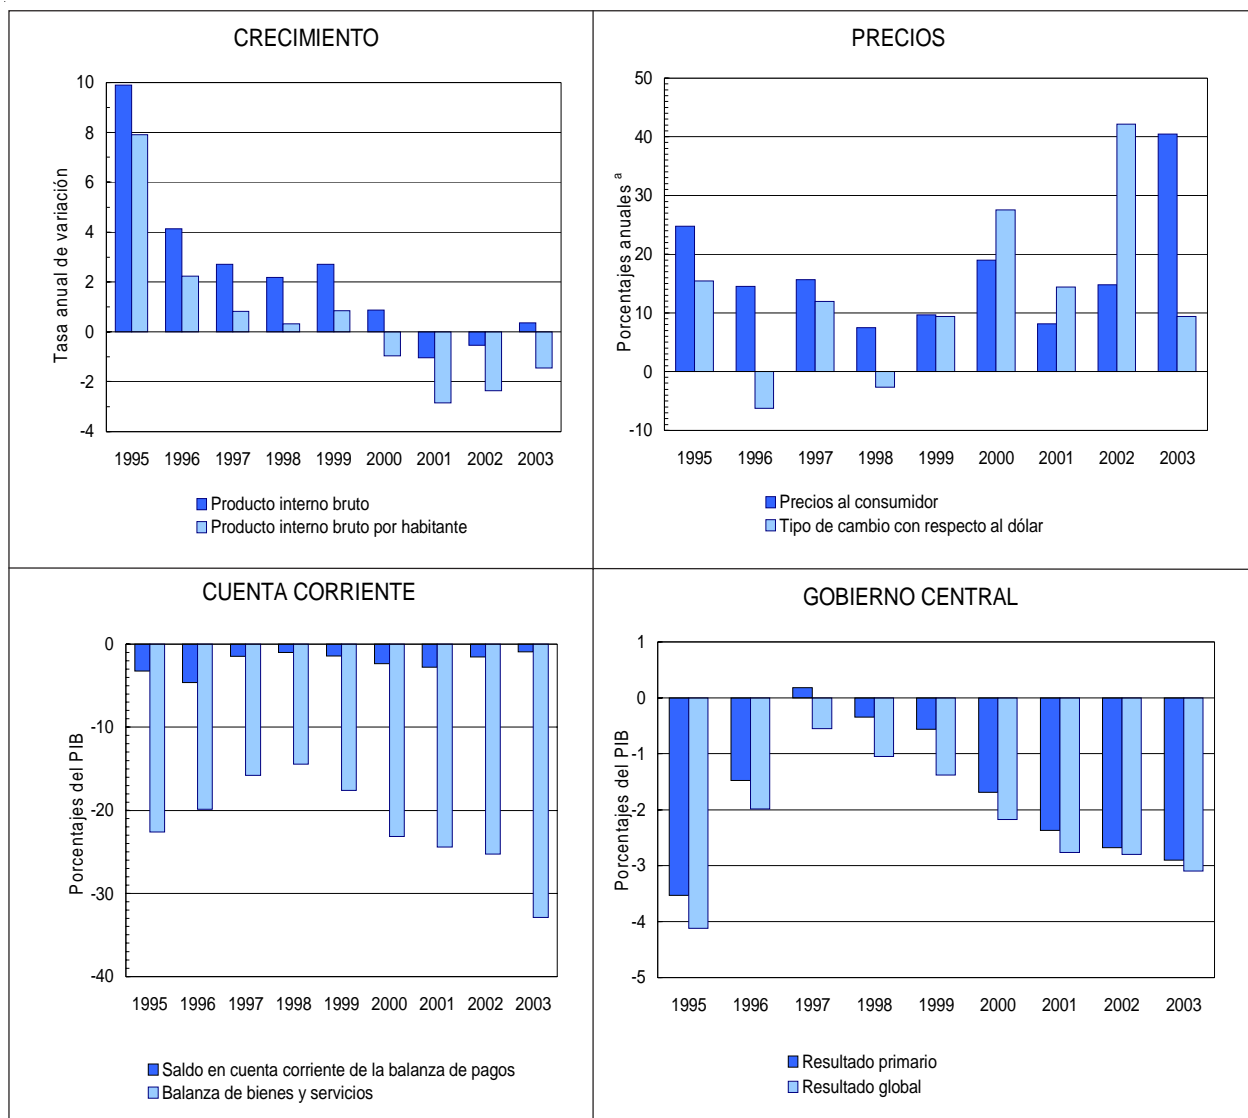 CRECIMIENTO
Tasa anual de variación
10
8
6
4
2
0
-2
-4
1995 1996 1997 1998 1999 2000 2001 2002 2003
Producto interno bruto
Producto interno bruto por habitante
PRECIOS
Porcentajes anuales a
50
40
30
20
10
0
-10
1995 1996 1997 1998 1999 2000 2001 2002 2003
Precios al consumidor
Tipo de cambio con respecto al dólar
CUENTA CORRIENTE
Porcentajes del PIB
0
-10
-20
-30
-40
1995 1996 1997 1998 1999 2000 2001 2002 2003
Saldo en cuenta corriente de la balanza de pagos
Balanza de bienes y servicios
GOBIERNO CENTRAL
Porcentajes del PIB
1
0
-1
-2
-3
-4
-5
1995 1996 1997 1998 1999 2000 2001 2002 2003
Resultado primario
Resultado global